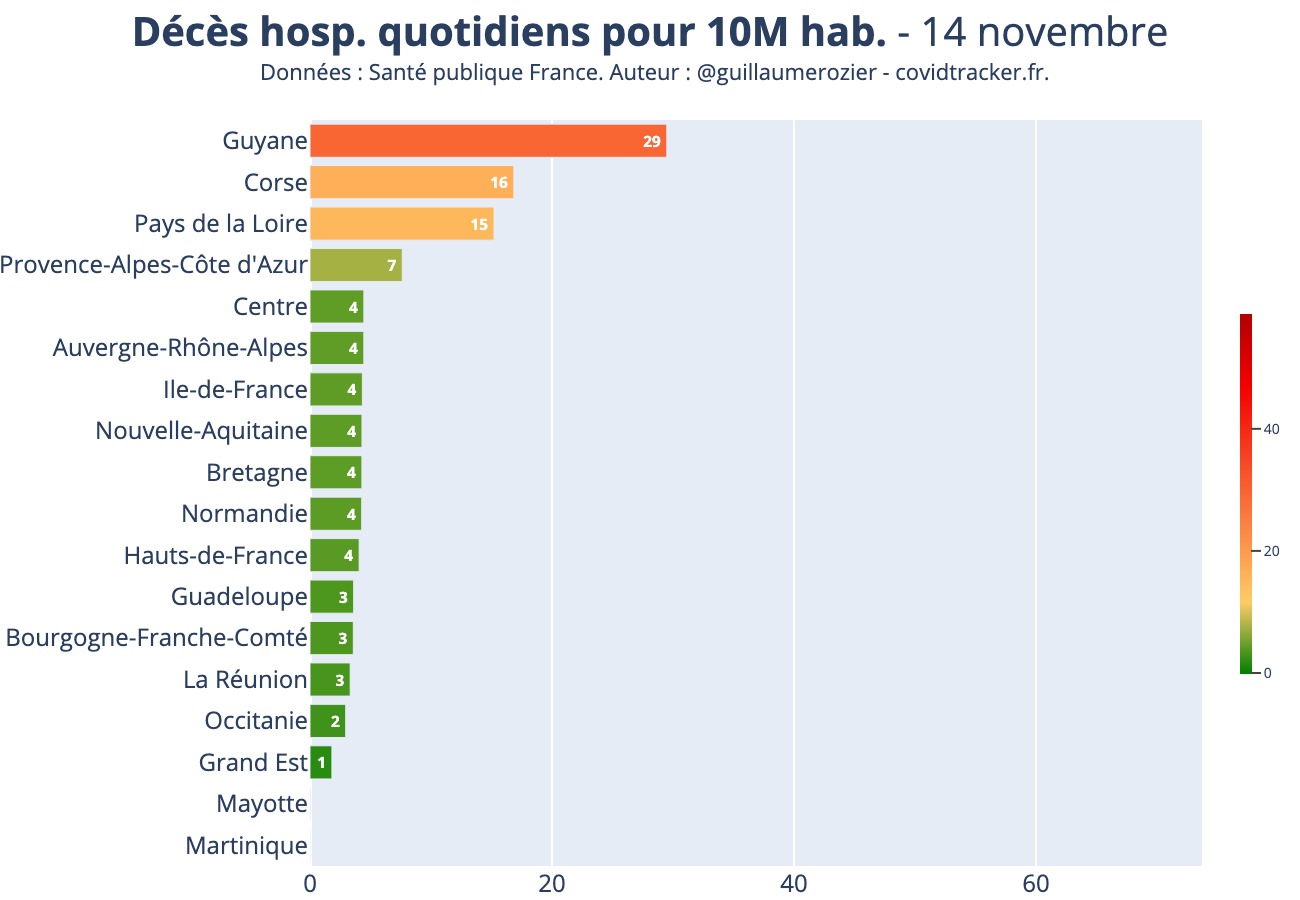 Décès hosp. quotidiens pour 10M hab. - 14 novembre
Données : Santé publique France. Auteur : @guillaumerozier - covidtracker.fr.
Guyane 29
Corse 16
Pays de la Loire 15
Provence-Alpes-Côte d'Azur 7
Centre 4
Auvergne-Rhône-Alpes 4
Ile-de-France 4
Nouvelle-Aquitaine 4
Bretagne 4
Normandie 4
Hauts-de-France 4
Guadeloupe 3
Bourgogne-Franche-Comté 3
La Réunion 3
Occitanie 2
Grand Est 1
Mayotte
Martinique
0 20 40 60
40
20
0